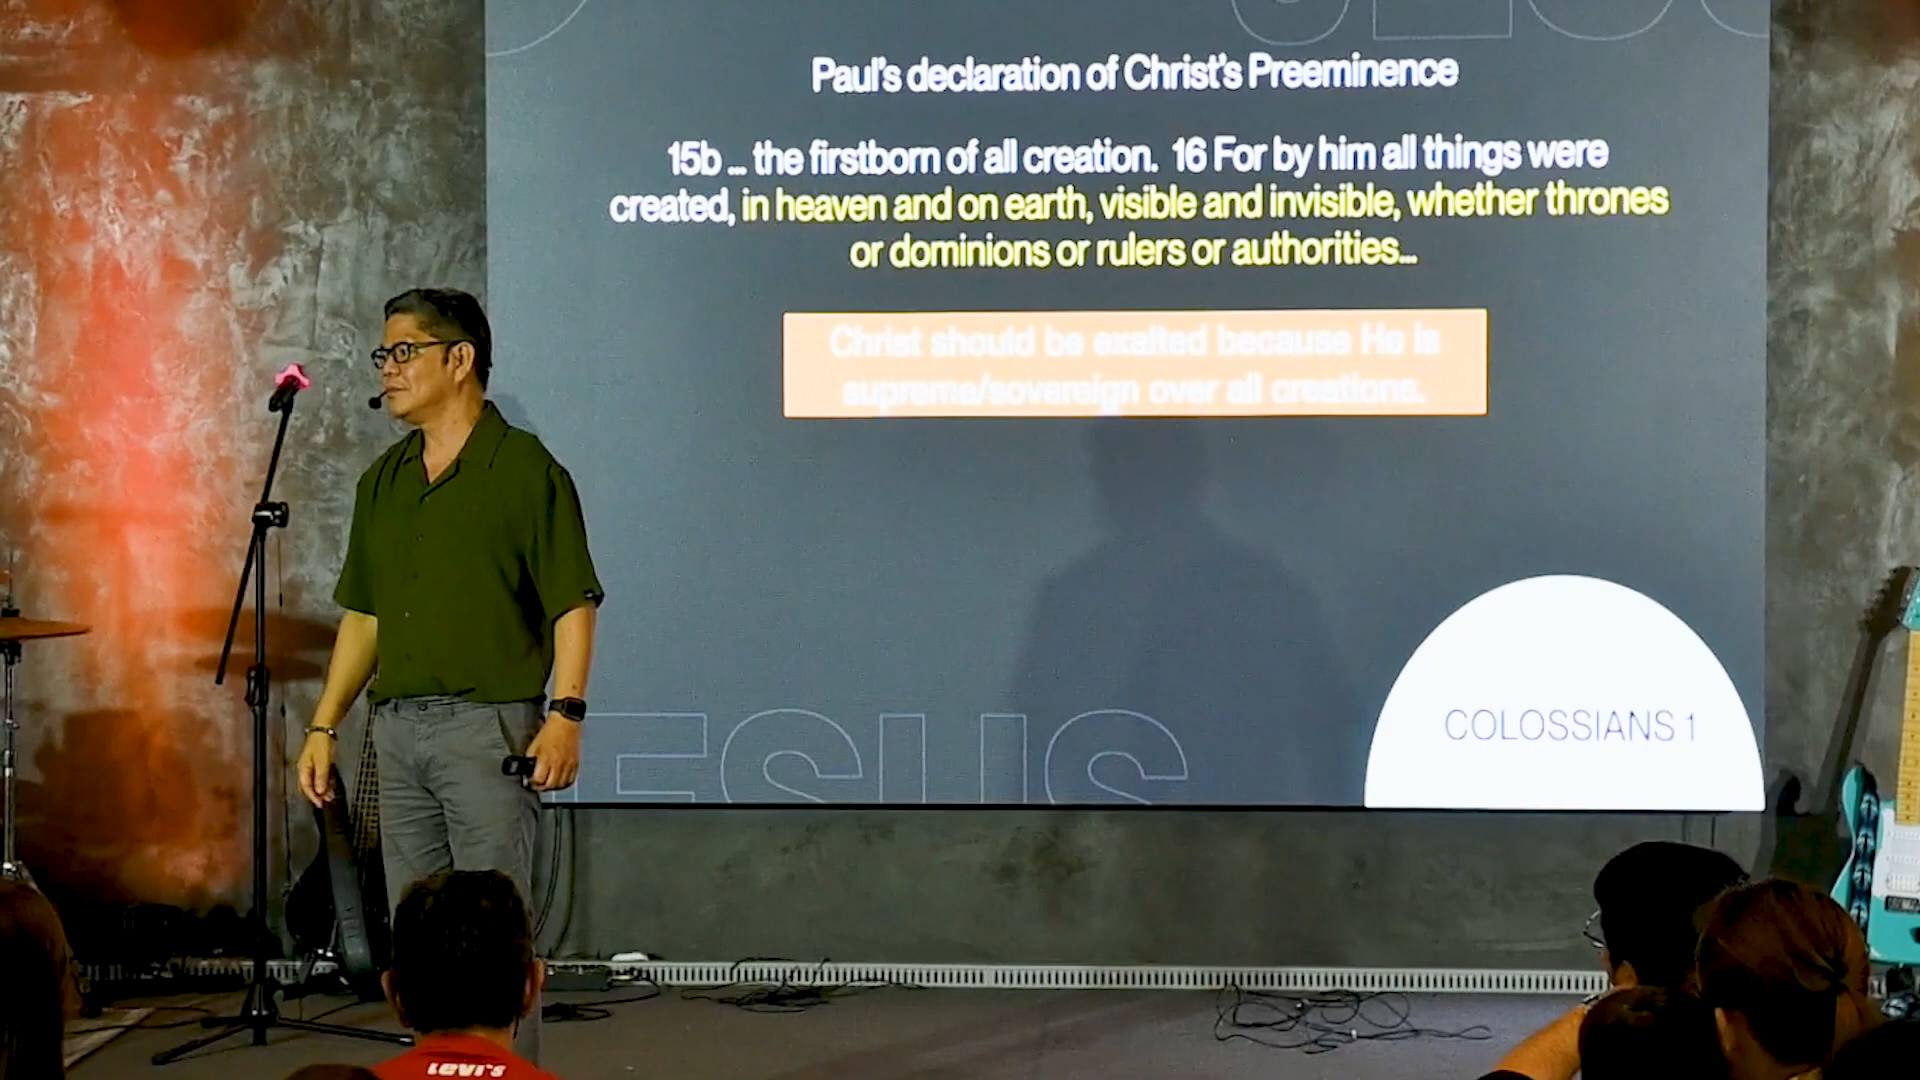 Paul's declaration of Christ's Preeminence
15b ... the firstborn of all creation. 16 For by him all things were
created, in heaven and on earth, visible and invisible, whether thrones
or dominions or rulers or authorities...
Christ should be exalted because He is
supreme/sovereign over all creations.
COLOSSIANS 1
ESUS
Levi's